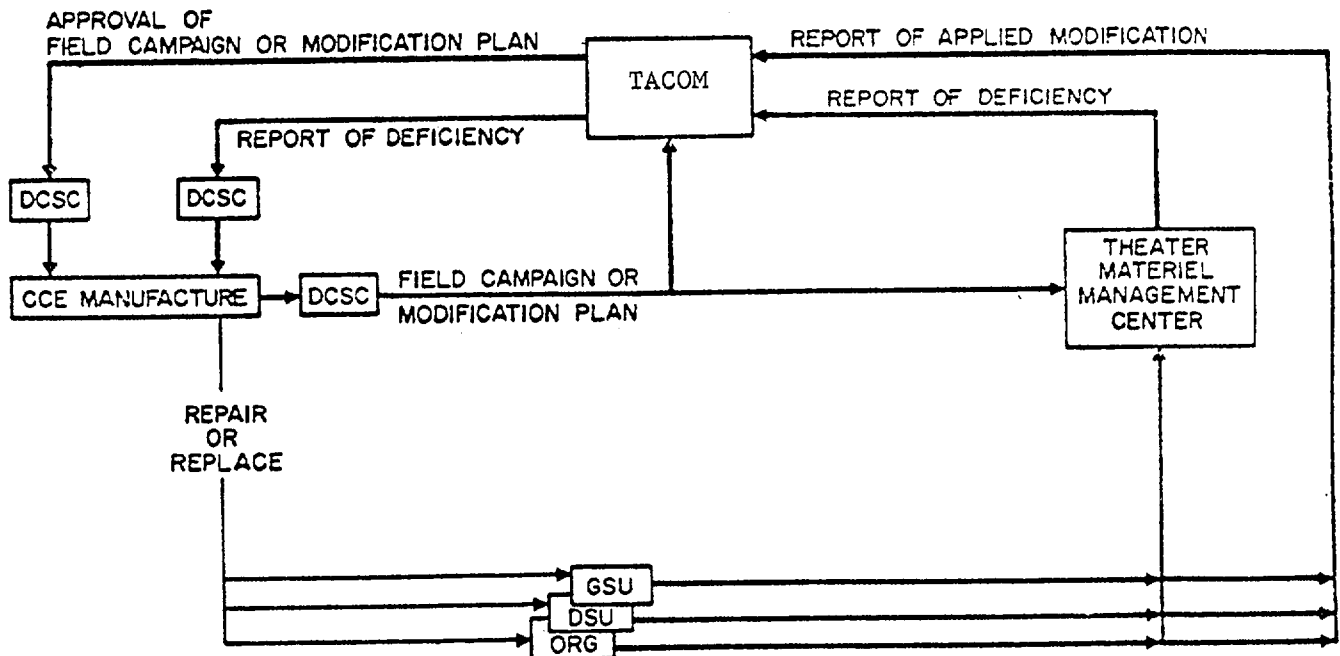 APPROVAL OF
FIELD CAMPAIGN OR MODIFICATION PLAN
TACOM
REPORT OF APPLIED MODIFICATION
REPORT OF DEFICIENCY
REPORT OF DEFICIENCY
DCSC
DCSC
CCE MANUFACTURE
DCSC
FIELD CAMPAIGN OR
MODIFICATION PLAN
THEATER
MATERIEL
MANAGEMENT
CENTER
REPAIR
OR
REPLACE
GSU
DSU
ORG